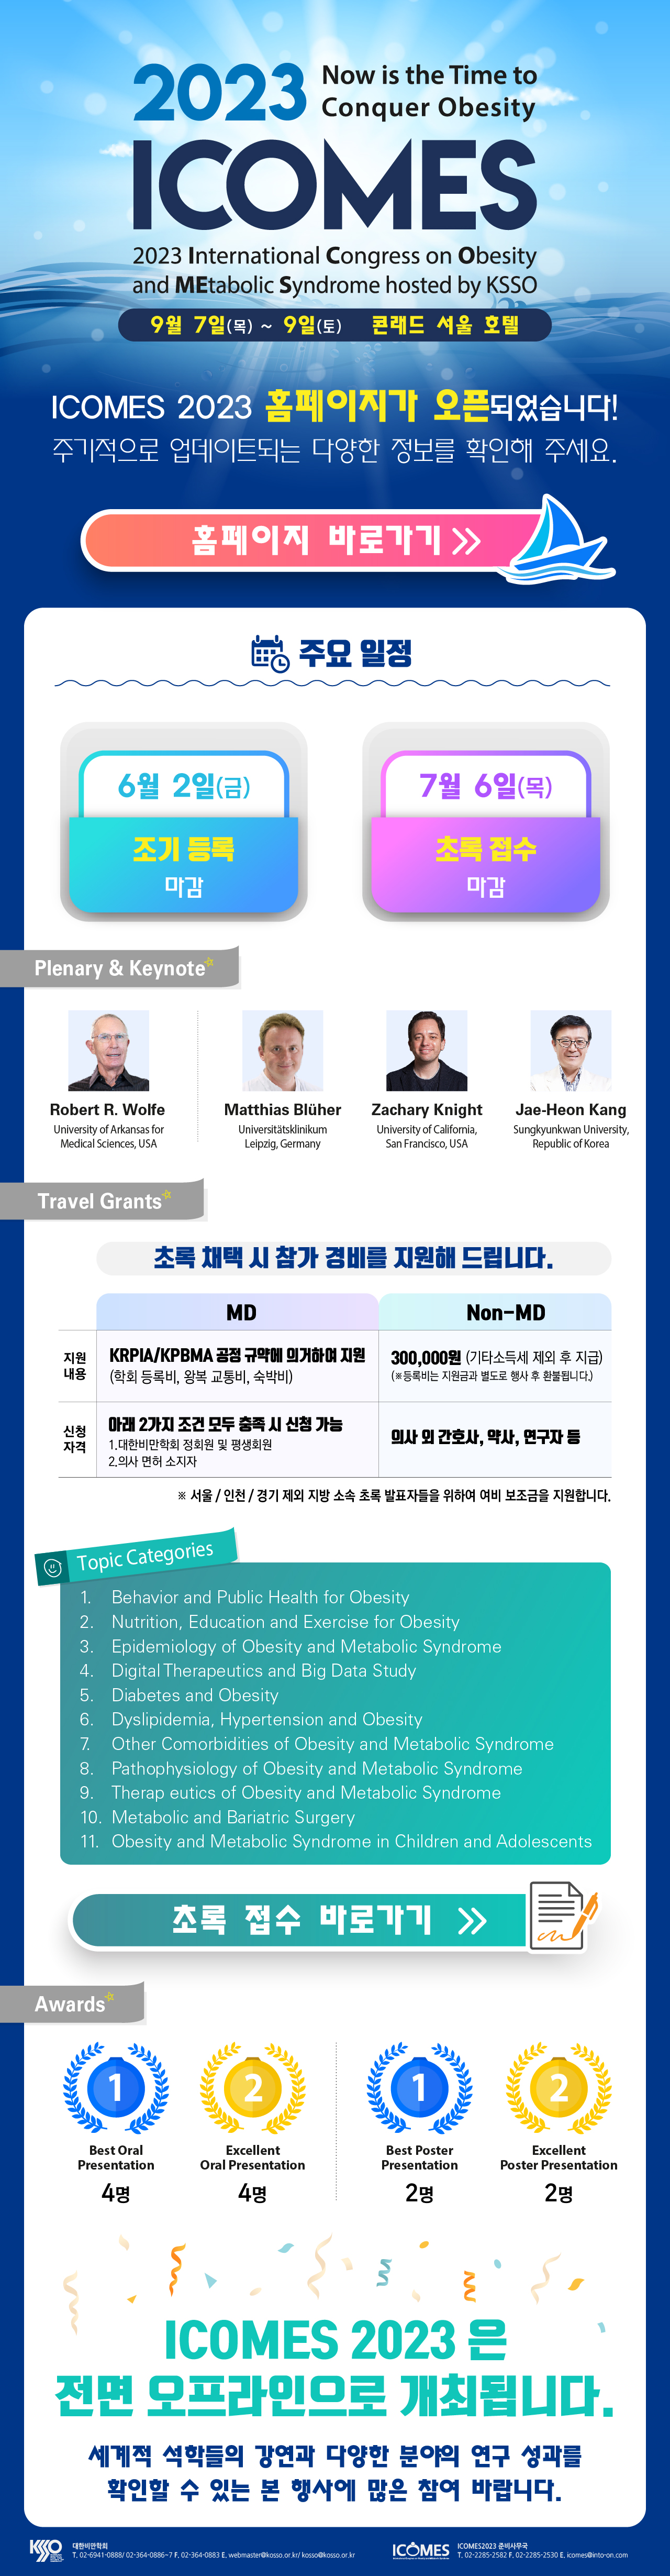 2023 Now is the Time to
Conquer Obesity
ICOMES
2023 International Congress on Obesity
and MEtabolic Syndrome hosted by KSSO
9월 7일(목) ~ 9일(토) 콘래드 서울 호텔
ICOMES 2023 홈페이지가 오픈되었습니다!
주기적으로 업데이트되는 다양한 정보를 확인해 주세요.
홈페이지 바로가기
주요 일정
6월 2일(금)
조기 등록
마감
7월 6일(목)
초록 접수
마감
Plenary & Keynote
Robert R. Wolfe
University of Arkansas for
Medical Sciences, USA
Matthias Blüher
Universitätsklinikum
Leipzig, Germany
Zachary Knight
University of California,
San Francisco, USA
Jae-Heon Kang
Sungkyunkwan University,
Republic of Korea
Travel Grants
초록 채택 시 참가 경비를 지원해 드립니다.
MD
Non-MD
지원
내용
KRPIA/KPBMA 공정 규약에 의거하여 지원
(학회 등록비, 왕복 교통비, 숙박비)
300,000원 (기타소득세 제외 후 지급)
(※등록비는 지원금과 별도로 행사 후 환불됩니다.)
신청
자격
아래 2가지 조건 모두 충족 시 신청 가능
1.대한비만학회 정회원 및 평생회원
2.의사 면허 소지자
의사 외 간호사, 약사, 연구자 등
※ 서울 / 인천 / 경기 제외 지방 소속 초록 발표자들을 위하여 여비 보조금을 지원합니다.
Topic Categories
1. Behavior and Public Health for Obesity
2. Nutrition, Education and Exercise for Obesity
3. Epidemiology of Obesity and Metabolic Syndrome
4. Digital Therapeutics and Big Data Study
5. Diabetes and Obesity
6. Dyslipidemia, Hypertension and Obesity
7. Other Comorbidities of Obesity and Metabolic Syndrome
8. Pathophysiology of Obesity and Metabolic Syndrome
9. Therap eutics of Obesity and Metabolic Syndrome
10. Metabolic and Bariatric Surgery
11. Obesity and Metabolic Syndrome in Children and Adolescents
초록 접수 바로가기
Awards
1
Best Oral
Presentation
4명
2
Excellent
Oral Presentation
4명
1
Best Poster
Presentation
2명
2
Excellent
Poster Presentation
2명
ICOMES 2023 은
전면 오프라인으로 개최됩니다.
세계적 석학들의 강연과 다양한 분야의 연구 성과를
확인할 수 있는 본 행사에 많은 참여 바랍니다.
KSSO
대한비만학회
T. 02-6941-0888/ 02-364-0886~7 F. 02-364-0883 E. webmaster@kosso.or.kr/ kosso@kosso.or.kr
ICOMES
ICOMES2023 준비사무국
T. 02-2285-2582 F. 02-2285-2530 E. icomes@into-on.com